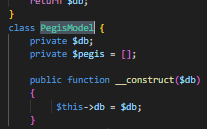 return $db;
}
class PegisModel {
private $db;
private $pegis = [];
public function __construct($db)
{
$this->db = $db;